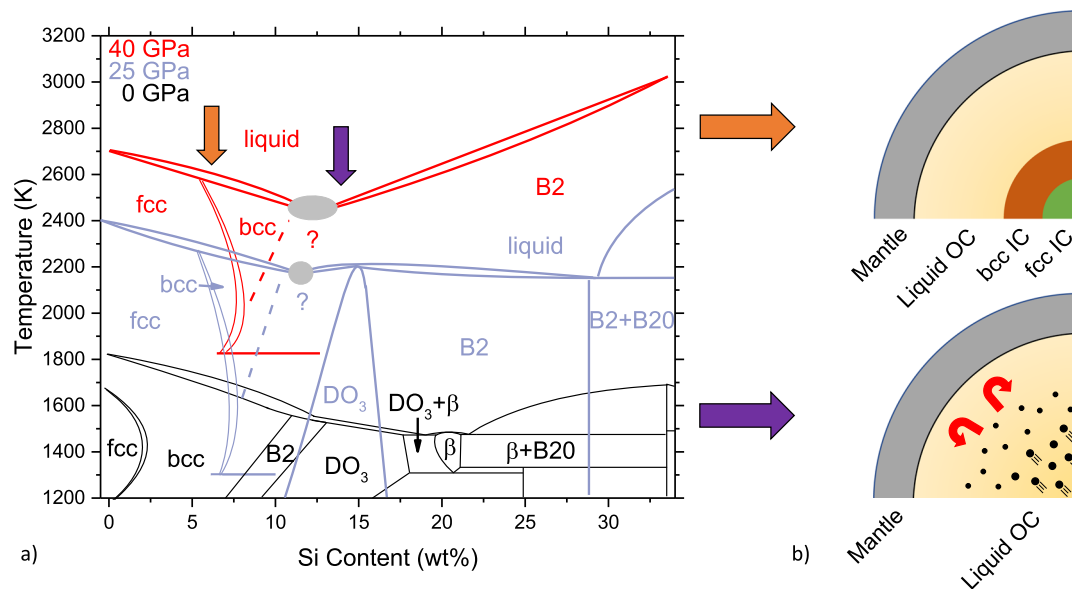 3200
3000
2800
2600
2400
2200
2000
1800
1600
1400
1200
Temperature (K)
40 GPa
25 GPa
0 GPa
liquid
fcc
bcc
?
B2
liquid
bcc
fcc
?
B2
B2+B20
DO₃
DO₃+β
fcc
bcc
B2
DO₃
β
β+B20
0
5
10
15
20
25
30
Si Content (wt%)
a)
Mantle
Liquid OC
bcc IC
fcc IC
Mantle
Liquid OC
b)